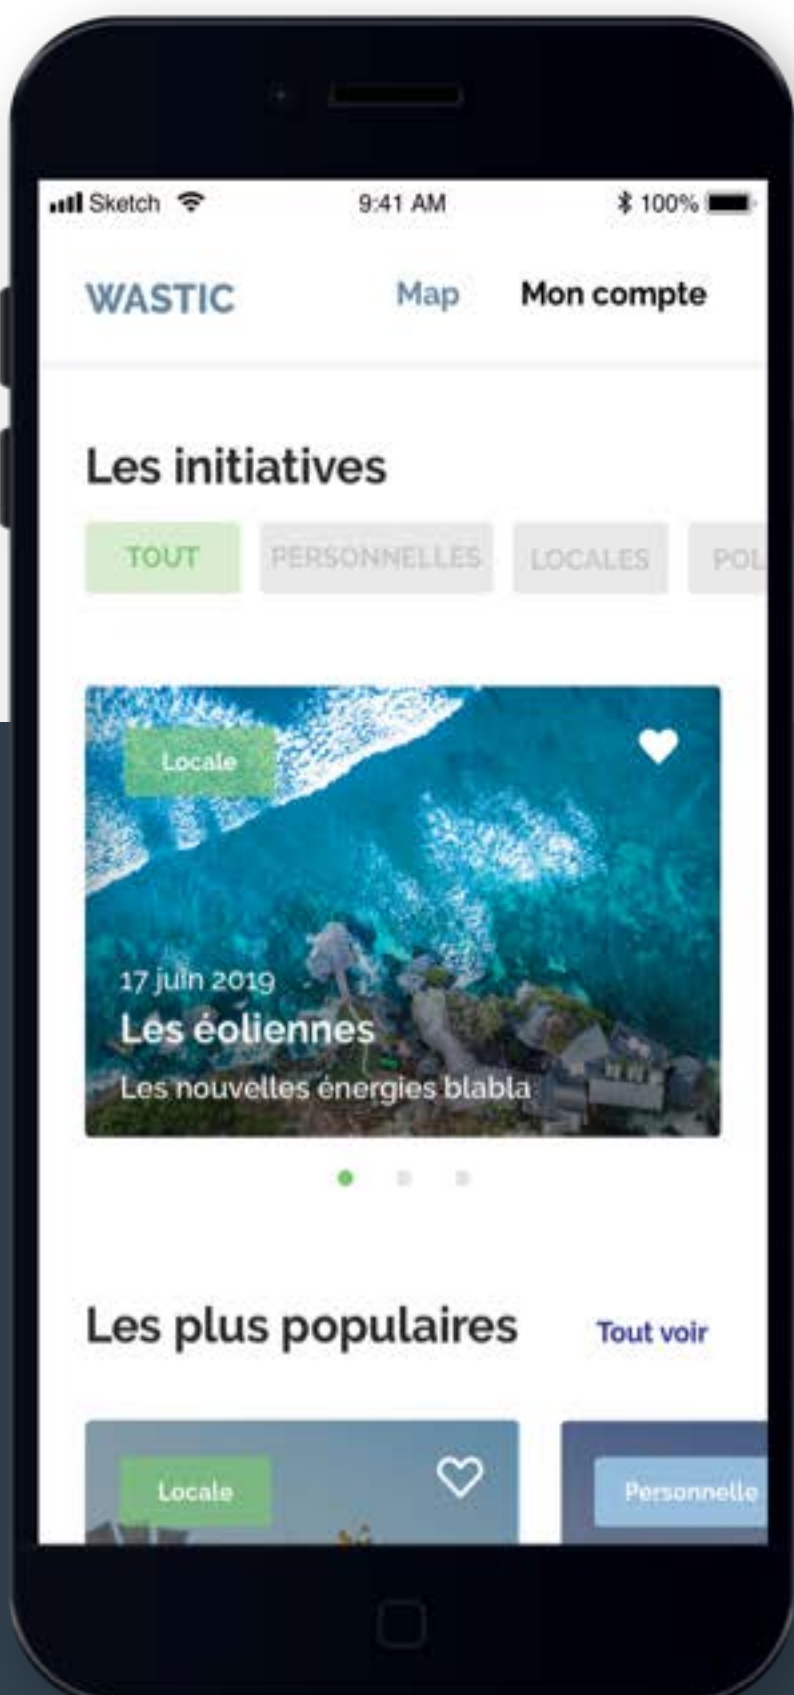 Sketch 9:41 AM 100%
WASTIC Map Mon compte
Les initiatives
TOUT PERSONNELLES LOCALES POL
Locale
17 juin 2019
Les éoliennes
Les nouvelles énergies blabla
Les plus populaires Tout voir
Locale Personnelle